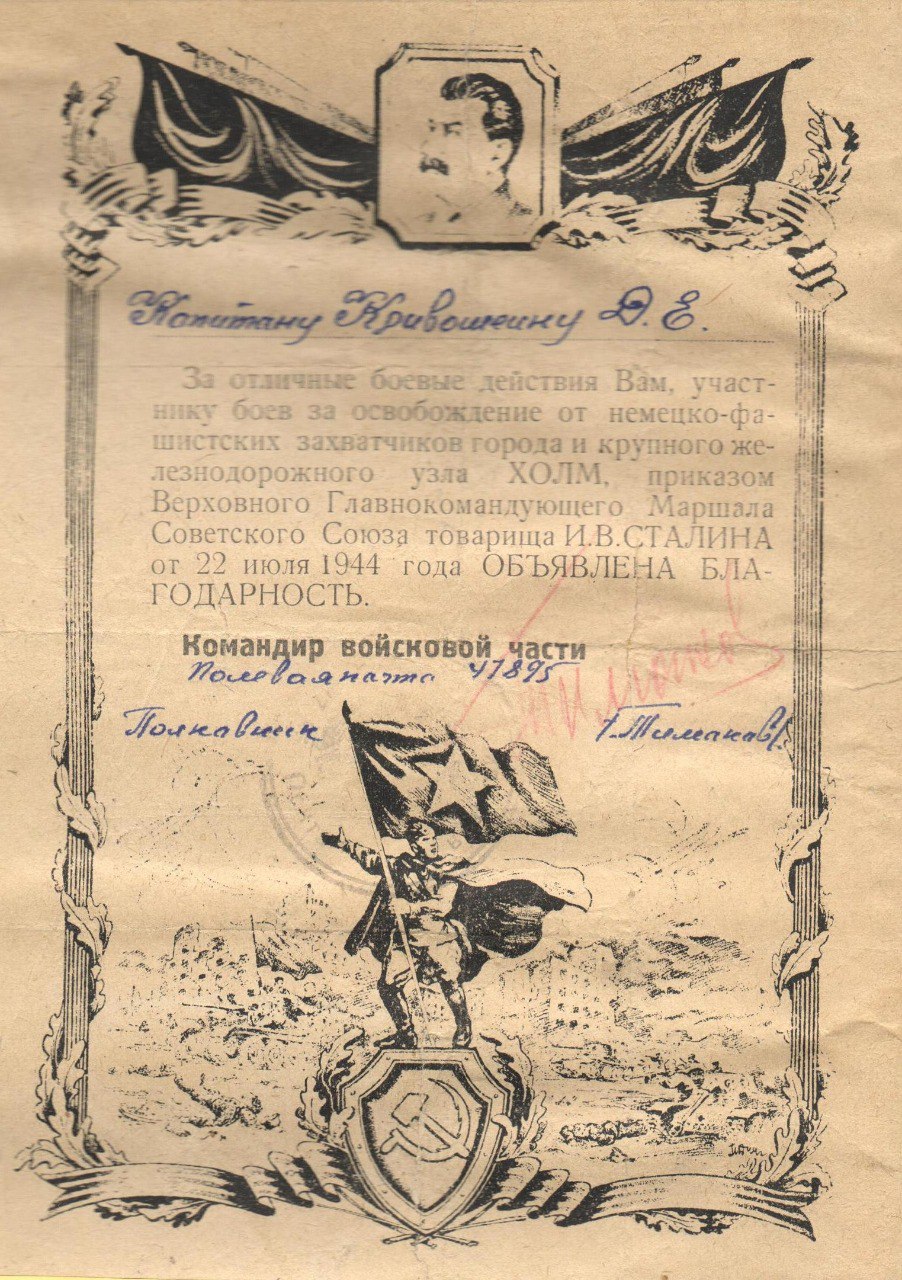 Капитану Кривошеину Д. Е.
За отличные боевые действия Вам, участ-
нику боев за освобождение от немецко-фа-
шистских захватчиков города и крупного же-
лезнодорожного узла ХОЛМ, приказом
Верховного Главнокомандующего Маршала
Советского Союза товарища И.В.СТАЛИНА
от 22 июля 1944 года ОБЪЯВЛЕНА БЛА-
ГОДАРНОСТЬ.
Командир войсковой части
Полевая почта 47895
Полковник